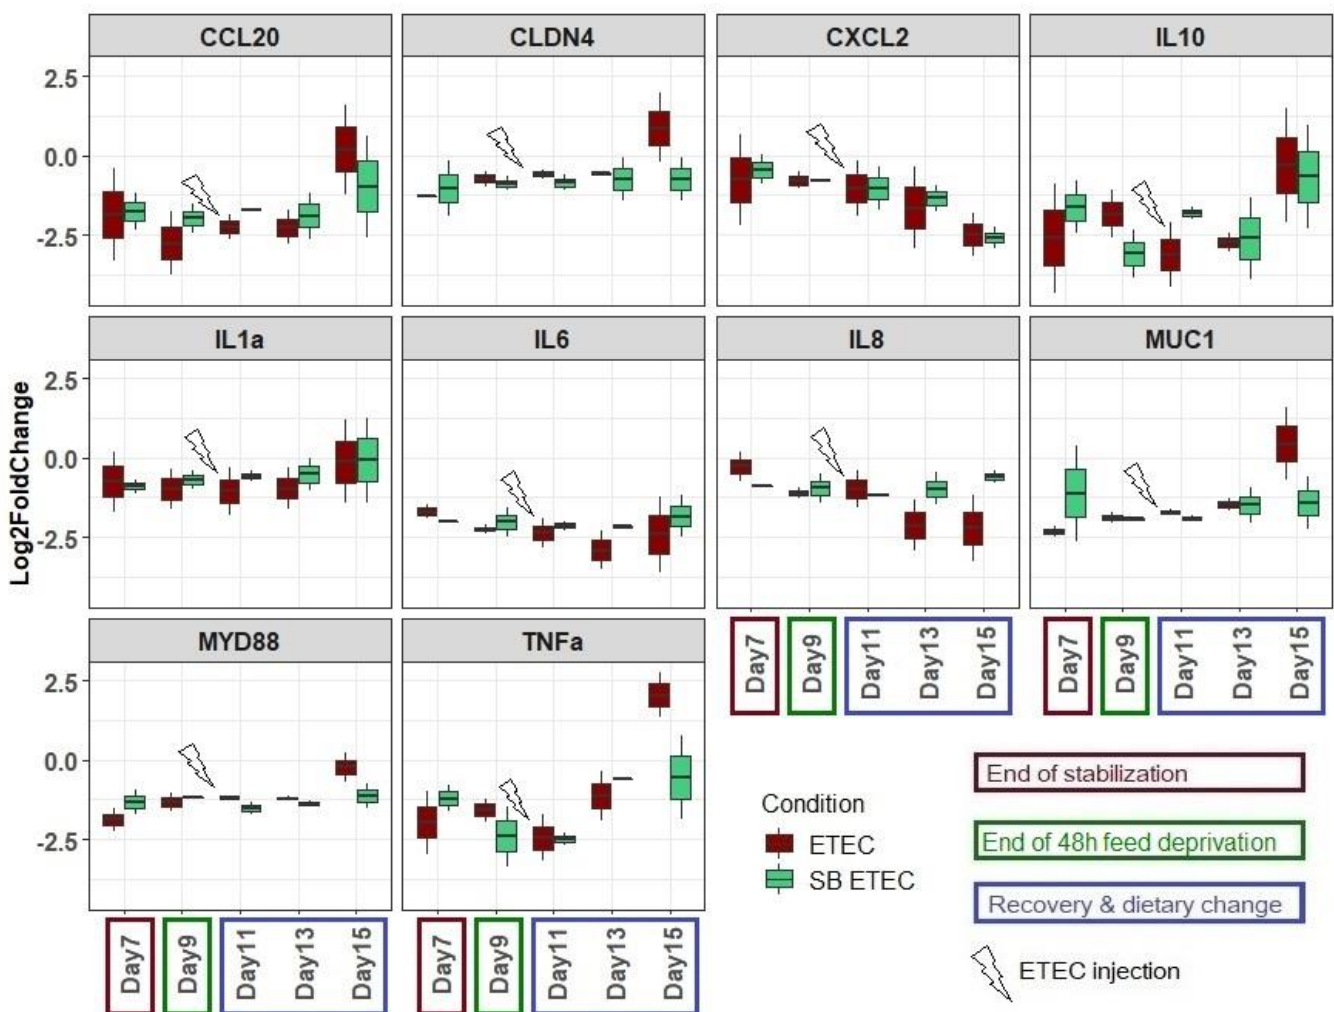 CCL20 CLDN4 CXCL2 IL10
2.5
0.0
-2.5
IL1a IL6 IL8 MUC1
2.5
0.0
-2.5
Log2FoldChange
MYD88 TNFa
2.5
0.0
-2.5
Day7 Day9 Day11 Day13 Day15
Day7 Day9 Day11 Day13 Day15
Day7 Day9 Day11 Day13 Day15
Day7 Day9 Day11 Day13 Day15
Condition
ETEC
SB ETEC
End of stabilization
End of 48h feed deprivation
Recovery & dietary change
ETEC injection